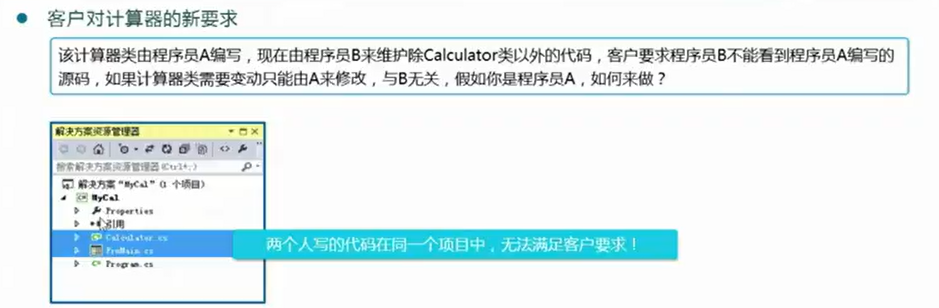 客户对计算器的新要求
该计算器类由程序员A编写，现在由程序员B来维护除Calculator类以外的代码，客户要求程序员B不能看到程序员A编写的
源码，如果计算器类需要变动只能由A来修改，与B无关，假如你是程序员A，如何来做？
解决方案资源管理器
搜索解决方案资源管理器(Ctrl+;)
解决方案"MyCal"(1 个项目)
MyCal
Properties
引用
Calculator.cs
FrmMain.cs
Program.cs
两个人写的代码在同一个项目中，无法满足客户要求！